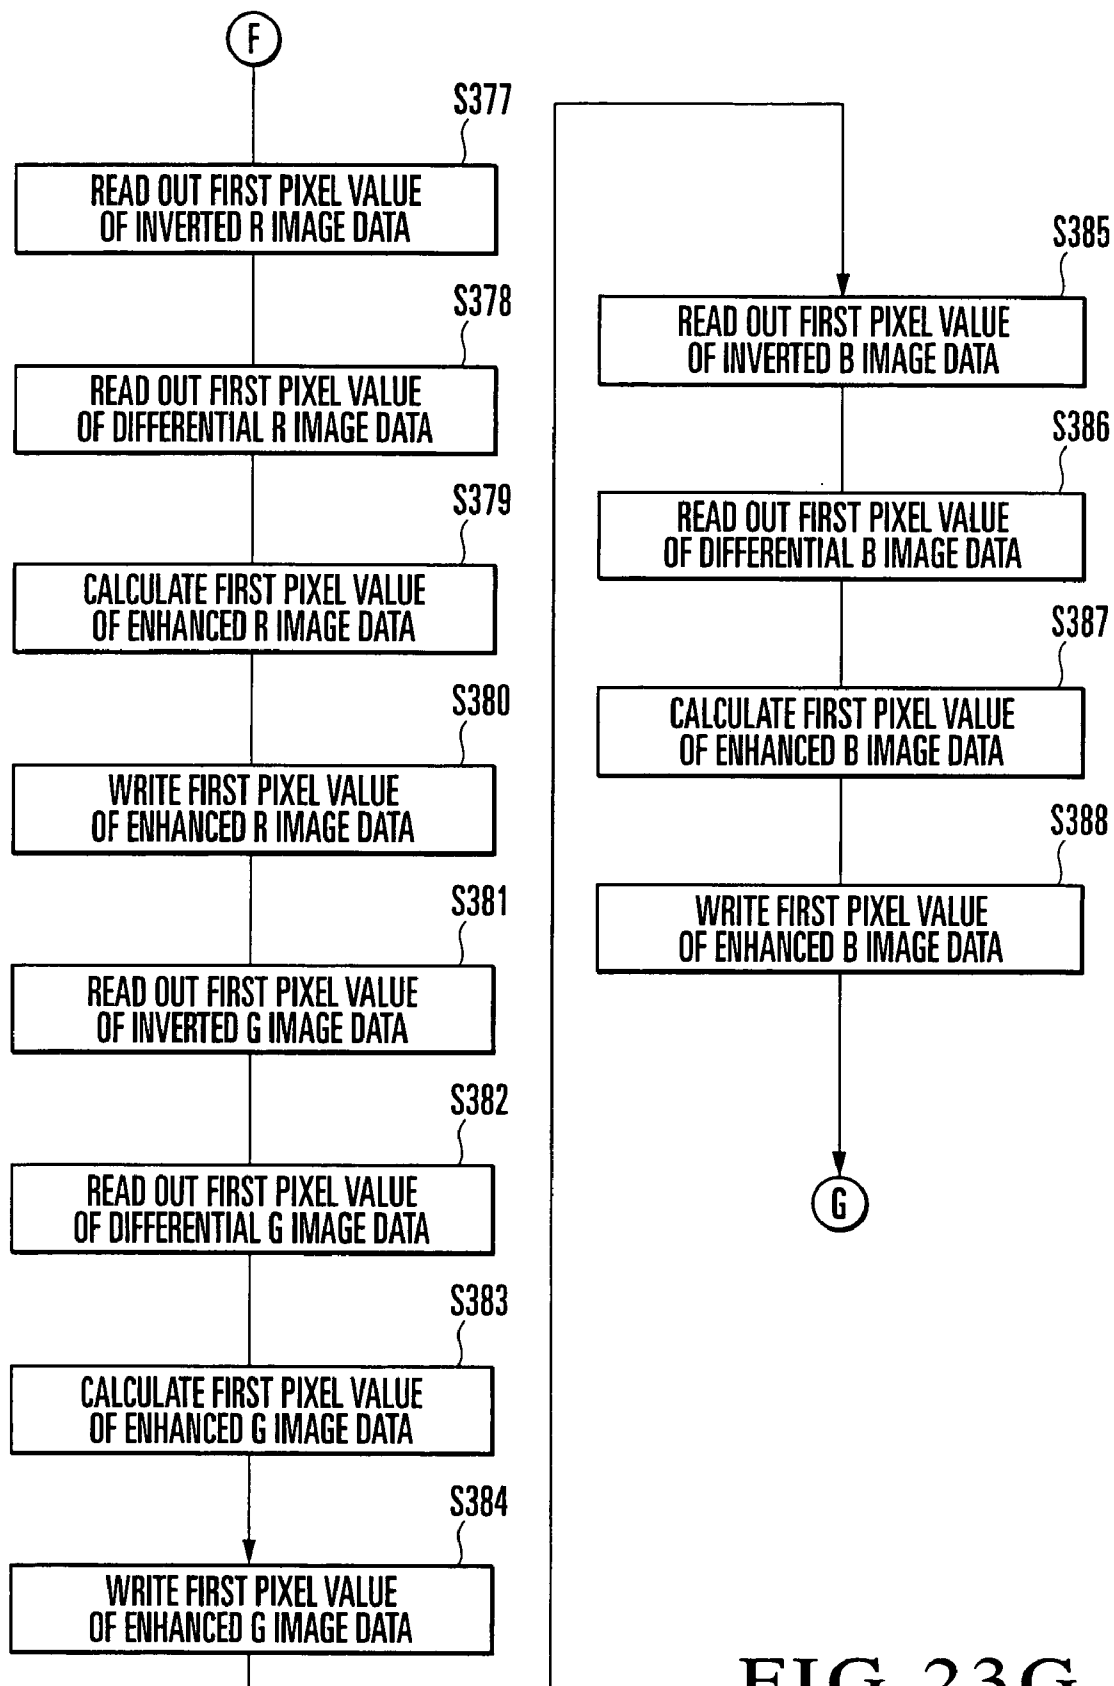 F
S377
READ OUT FIRST PIXEL VALUE
OF INVERTED R IMAGE DATA
S378
READ OUT FIRST PIXEL VALUE
OF DIFFERENTIAL R IMAGE DATA
S379
CALCULATE FIRST PIXEL VALUE
OF ENHANCED R IMAGE DATA
S380
WRITE FIRST PIXEL VALUE
OF ENHANCED R IMAGE DATA
S381
READ OUT FIRST PIXEL VALUE
OF INVERTED G IMAGE DATA
S382
READ OUT FIRST PIXEL VALUE
OF DIFFERENTIAL G IMAGE DATA
S383
CALCULATE FIRST PIXEL VALUE
OF ENHANCED G IMAGE DATA
S384
WRITE FIRST PIXEL VALUE
OF ENHANCED G IMAGE DATA
S385
READ OUT FIRST PIXEL VALUE
OF INVERTED B IMAGE DATA
S386
READ OUT FIRST PIXEL VALUE
OF DIFFERENTIAL B IMAGE DATA
S387
CALCULATE FIRST PIXEL VALUE
OF ENHANCED B IMAGE DATA
S388
WRITE FIRST PIXEL VALUE
OF ENHANCED B IMAGE DATA
G
FIG.23G